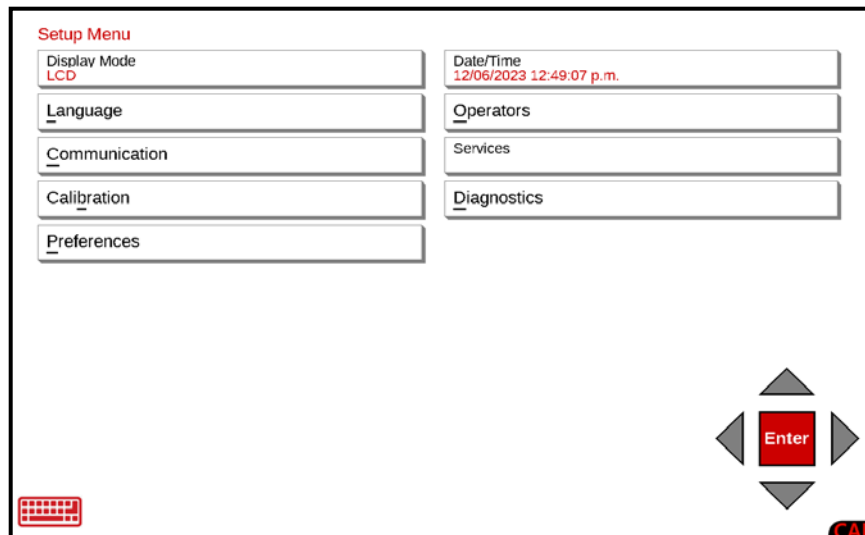 Setup Menu
Display Mode
LCD
Date/Time
12/06/2023 12:49:07 p.m.
Language
Operators
Communication
Services
Calibration
Diagnostics
Preferences
Enter